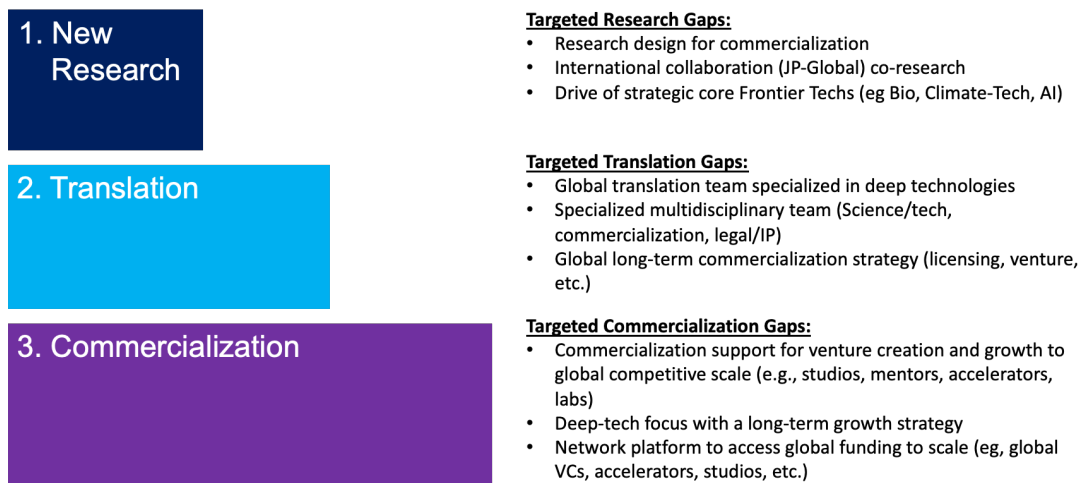 1. New
Research
Targeted Research Gaps:
• Research design for commercialization
• International collaboration (JP-Global) co-research
• Drive of strategic core Frontier Techs (eg Bio, Climate-Tech, AI)
2. Translation
Targeted Translation Gaps:
• Global translation team specialized in deep technologies
• Specialized multidisciplinary team (Science/tech,
commercialization, legal/IP)
• Global long-term commercialization strategy (licensing, venture,
etc.)
3. Commercialization
Targeted Commercialization Gaps:
• Commercialization support for venture creation and growth to
global competitive scale (e.g., studios, mentors, accelerators,
labs)
• Deep-tech focus with a long-term growth strategy
• Network platform to access global funding to scale (eg, global
VCs, accelerators, studios, etc.)